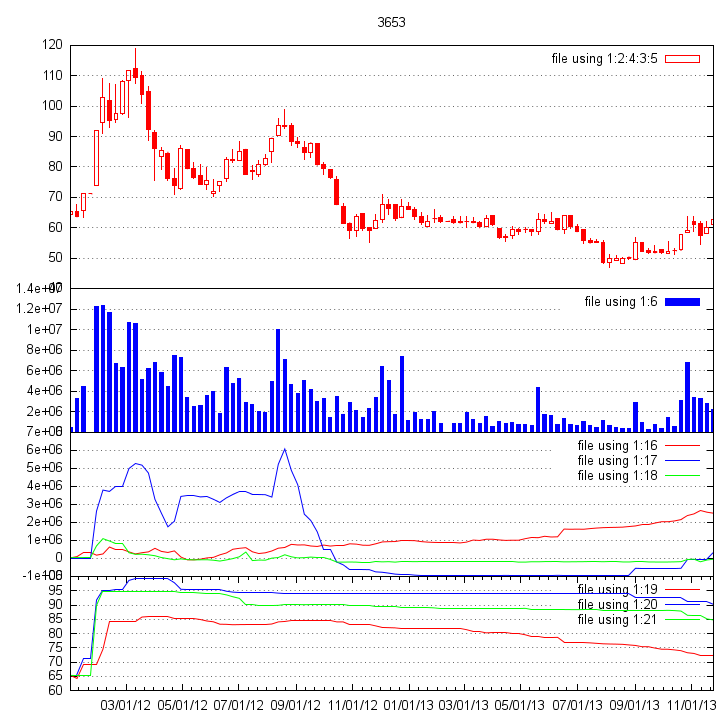 3653
120
file using 1:2:4:3:5
110
100
90
80
70
60
50
40
1.4e+07
file using 1:6
1.2e+07
1e+07
8e+06
6e+06
4e+06
2e+06
file using 1:16
6e+06
file using 1:17
5e+06
file using 1:18
4e+06
3e+06
2e+06
1e+06
0
-1e+06
file using 1:19
95
file using 1:20
90
file using 1:21
85
80
75
70
65
60
03/01/12 05/01/12 07/01/12 09/01/12 11/01/12 01/01/13 03/01/13 05/01/13 07/01/13 09/01/13 11/01/13